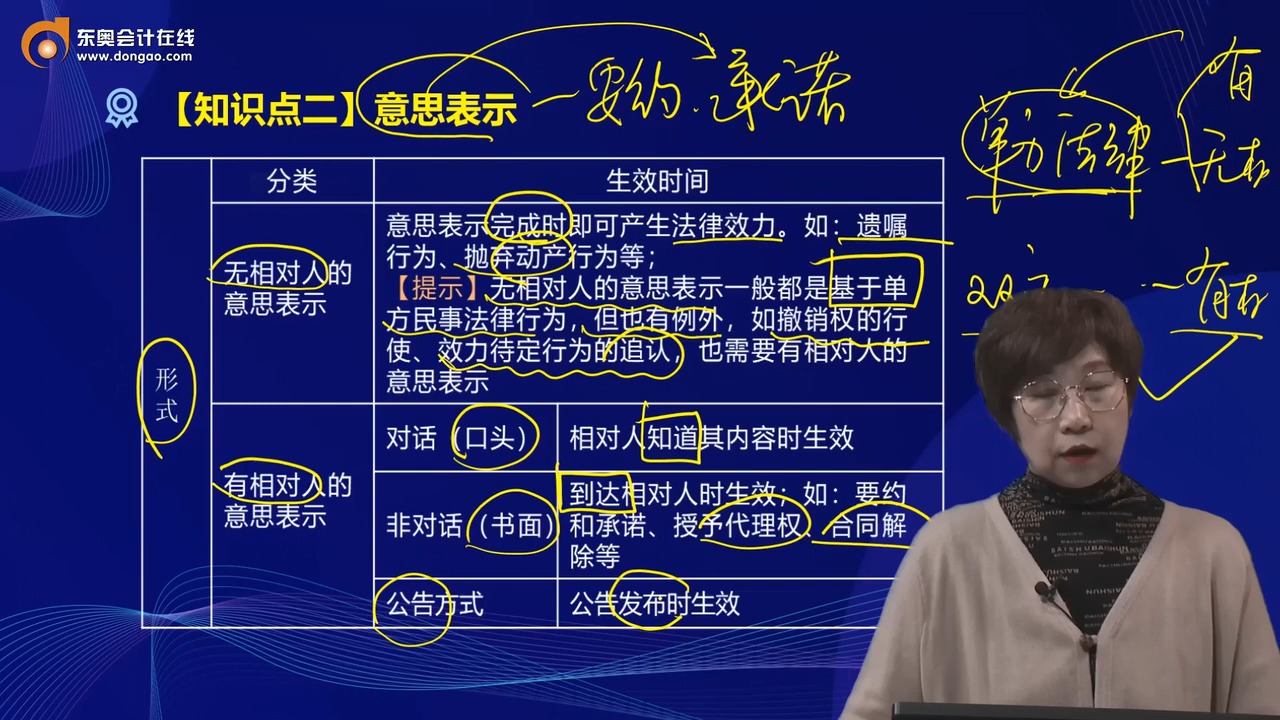 东奥会计在线
www.dongao.com
【知识点二】意思表示
要约.承诺
单方法律
有
无相
有相
分类
生效时间
形式
无相对人的
意思表示
意思表示完成时即可产生法律效力。如：遗嘱
行为、抛弃动产行为等；
【提示】无相对人的意思表示一般都是基于单
方民事法律行为，但也有例外，如撤销权的行
使、效力待定行为的追认，也需要有相对人的
意思表示
有相对人的
意思表示
对话（口头）
相对人知道其内容时生效
非对话（书面）
到达相对人时生效；如：要约
和承诺、授予代理权、合同解
除等
公告方式
公告发布时生效
BAISHUBAISHUN